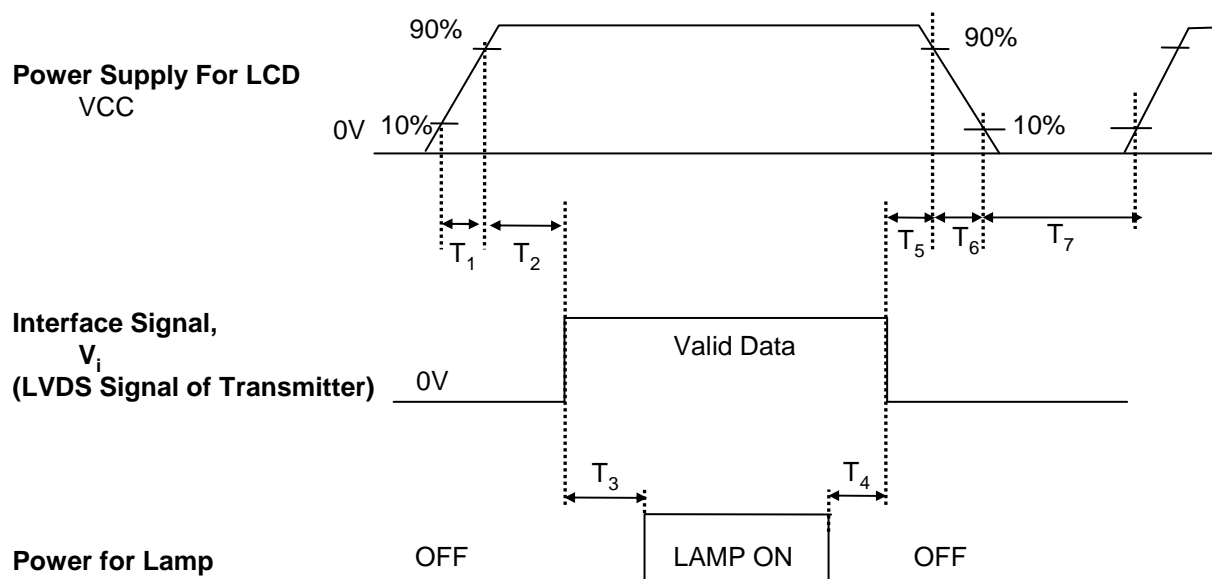 90%
90%
Power Supply For LCD
VCC
0V
10%
10%
T1
T2
T5
T6
T7
Interface Signal,
Vi
(LVDS Signal of Transmitter)
Valid Data
0V
T3
T4
Power for Lamp
OFF
LAMP ON
OFF